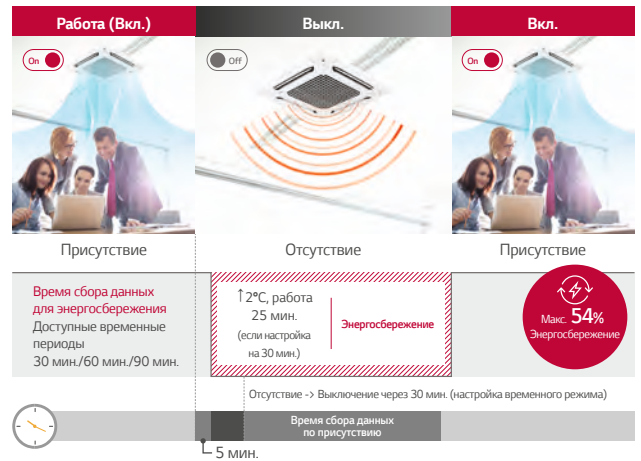 Работа (Вкл.)
Выкл.
Вкл.
On
Off
On
Присутствие
Отсутствие
Присутствие
Время сбора данных
для энергосбережения
Доступные временные
периоды
30 мин./60 мин./90 мин.
↑2°C, работа
25 мин.
(если настройка
на 30 мин.)
Энергосбережение
Макс. 54%
Энергосбережение
Отсутствие -> Выключение через 30 мин. (настройка временного режима)
Время сбора данных
по присутствию
5 мин.